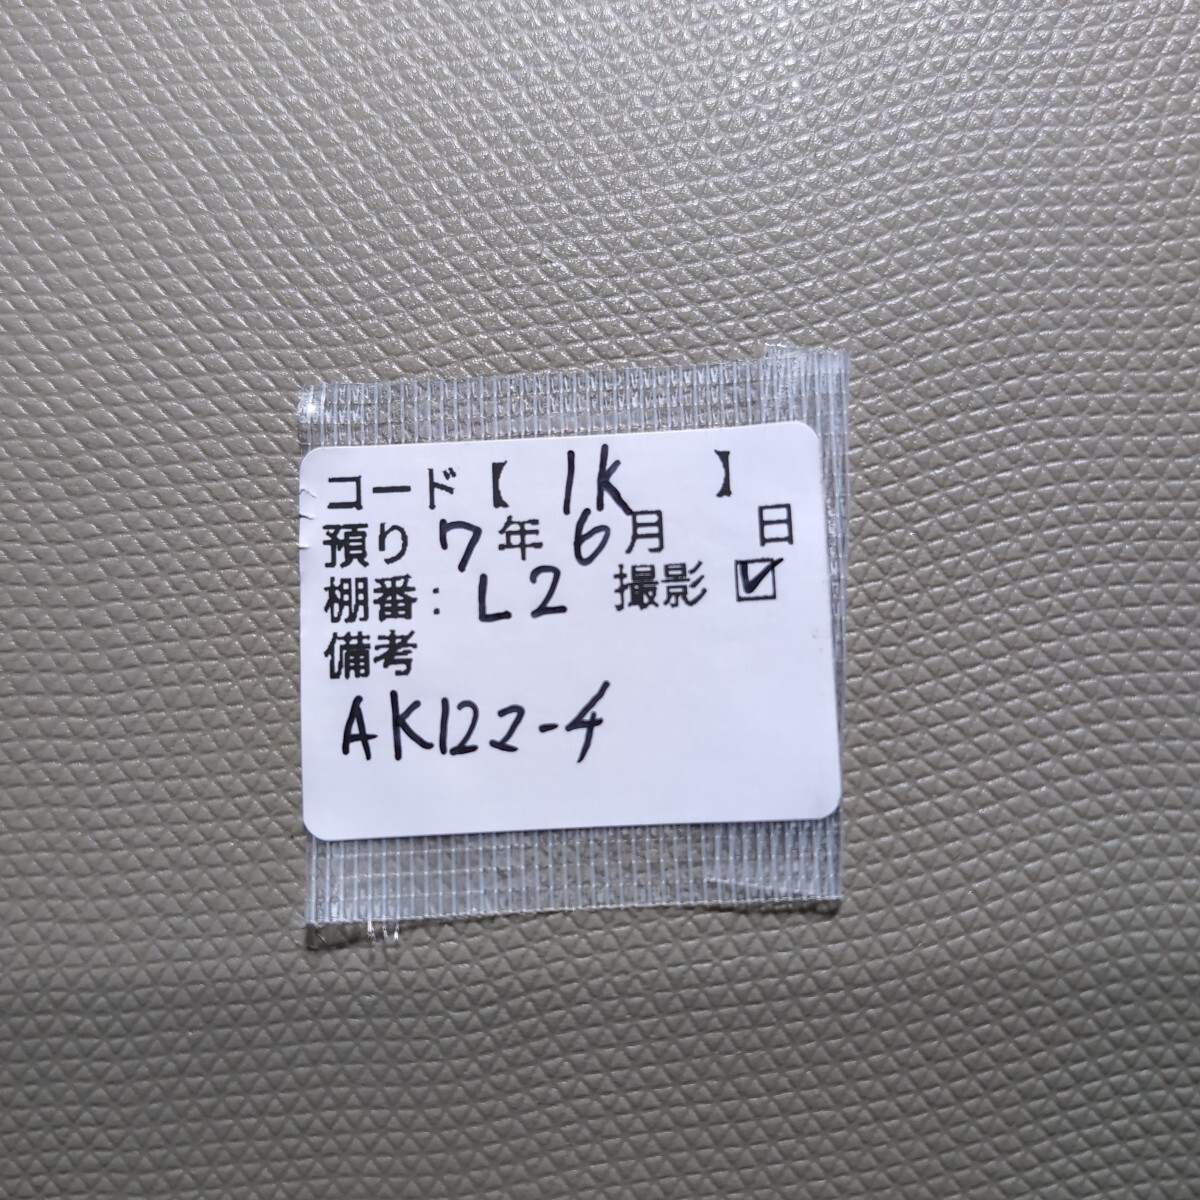 コード【 1K 】
預り 7年 6月 日
棚番: L2 撮影 ☑
備考
AK122-4